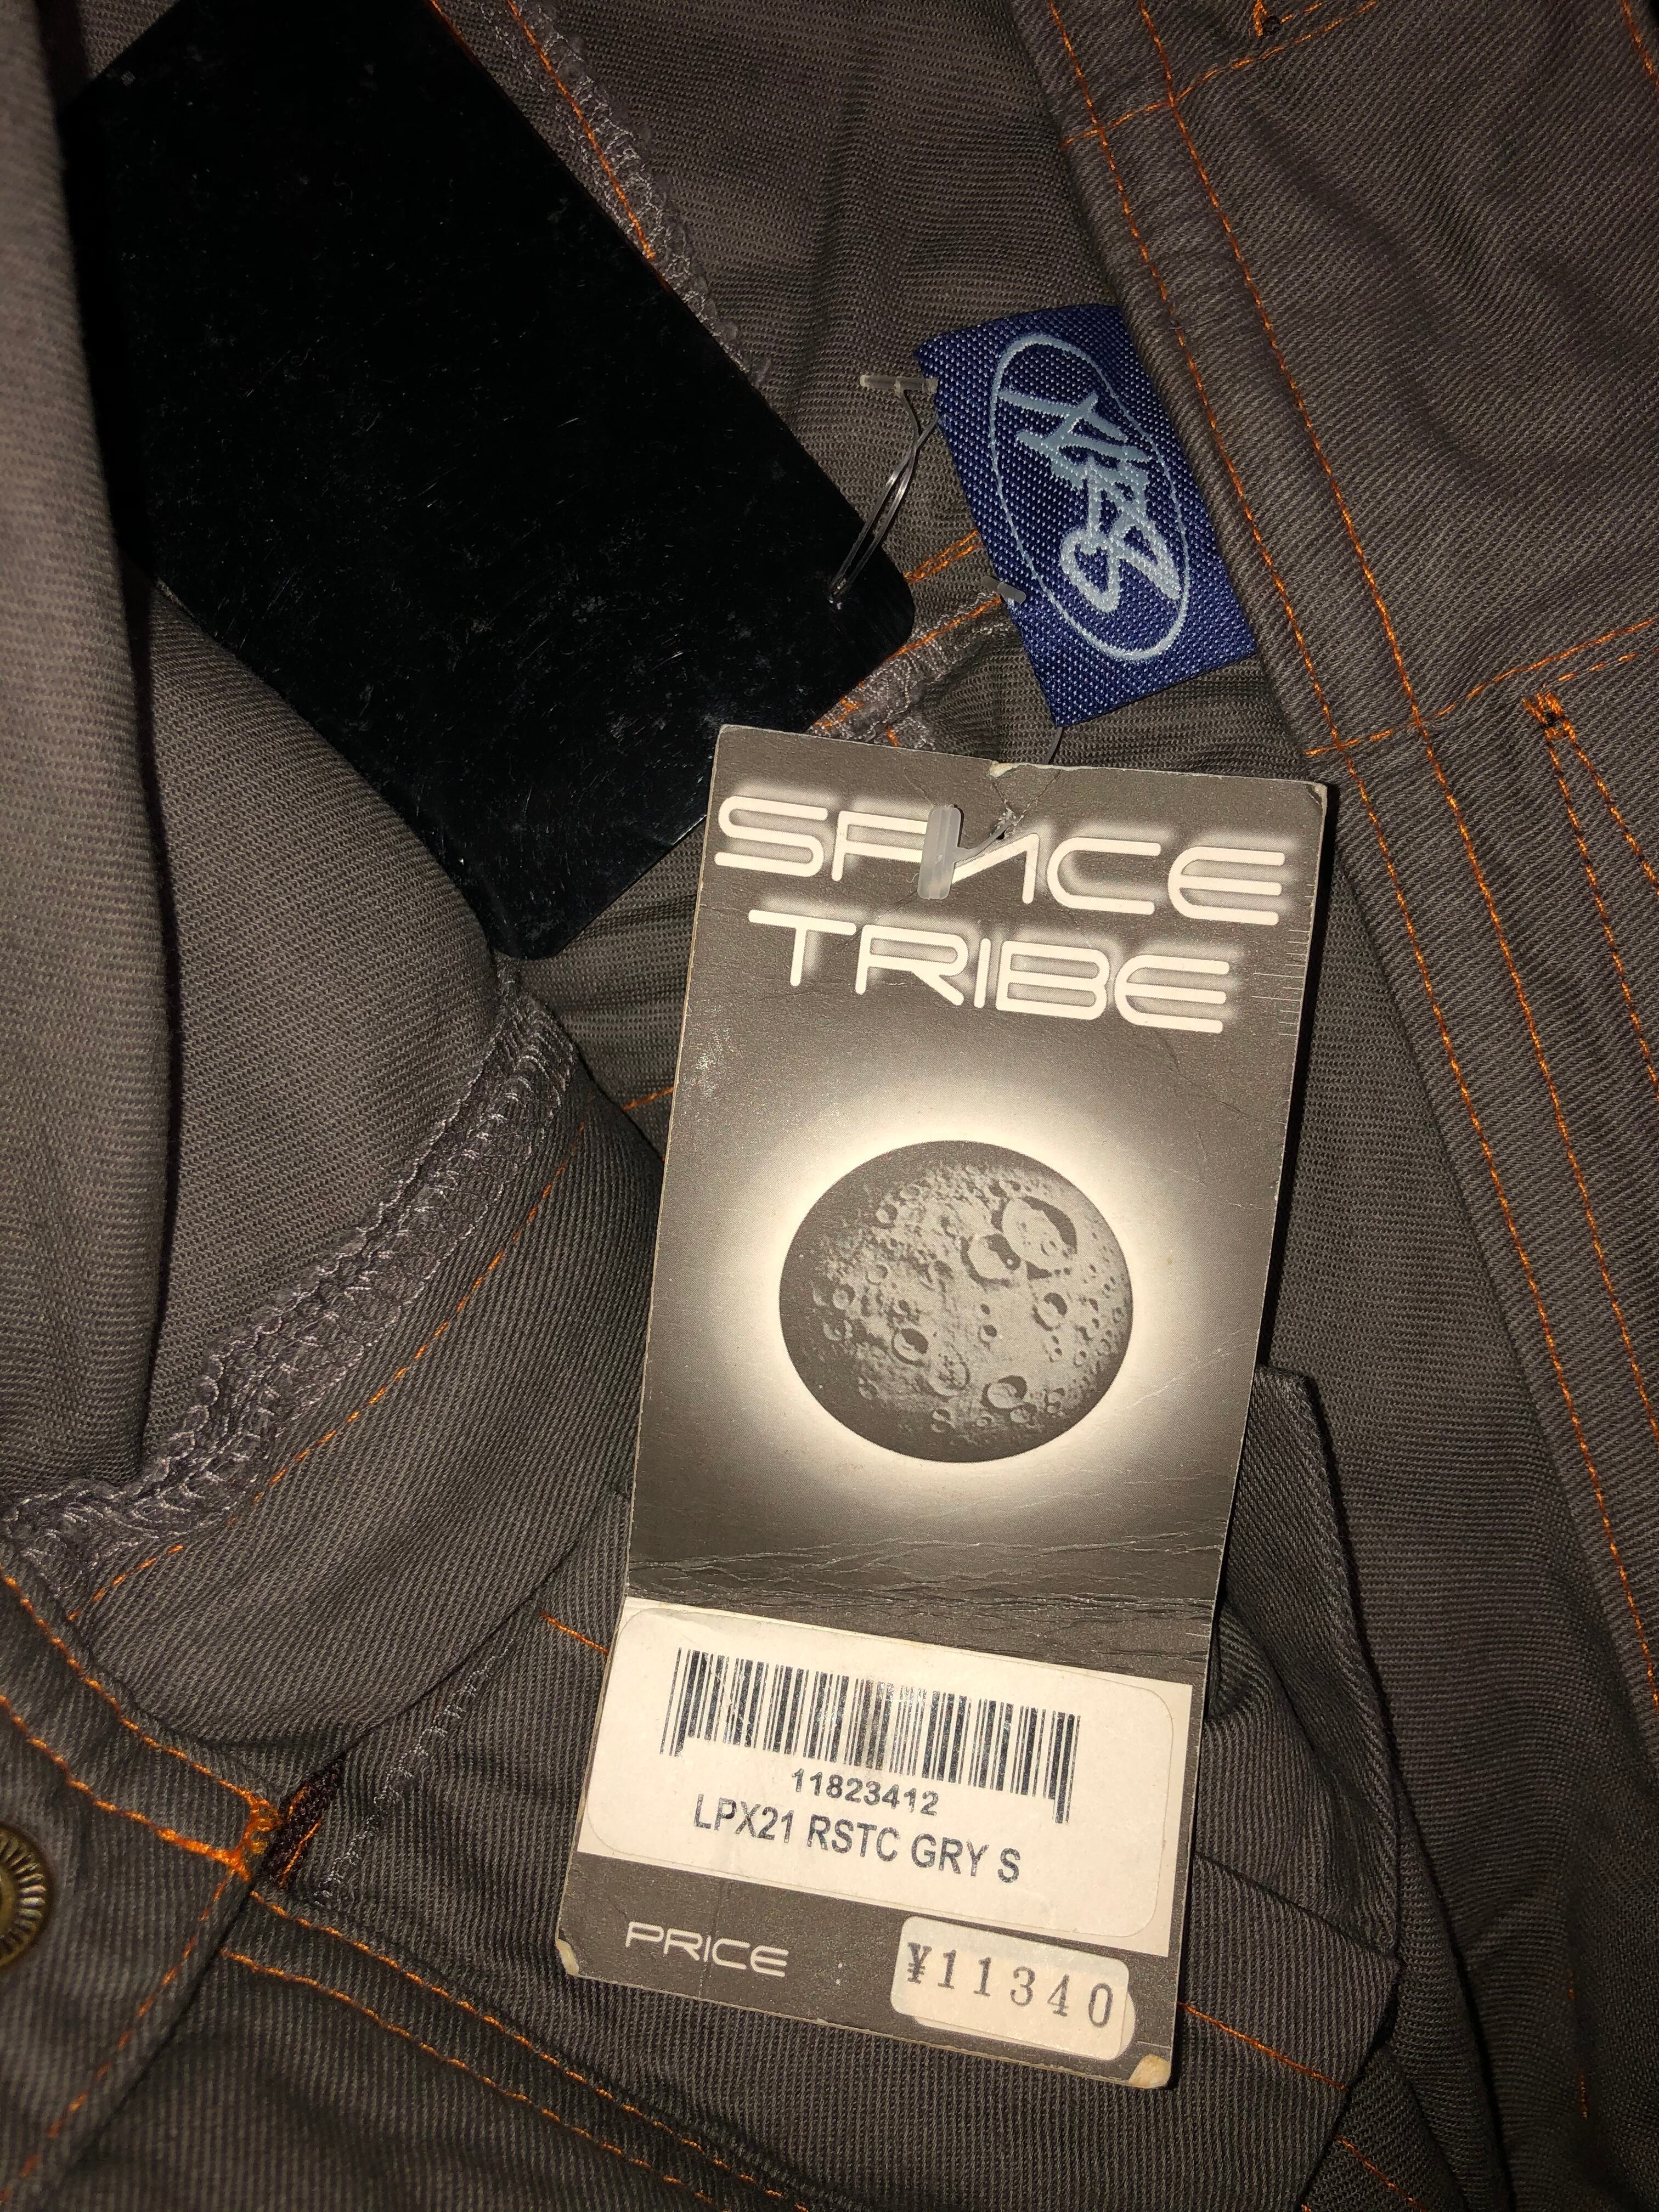 SPACE
TRIBE
11823412
LPX21 RSTC GRY S
PRICE
¥11340